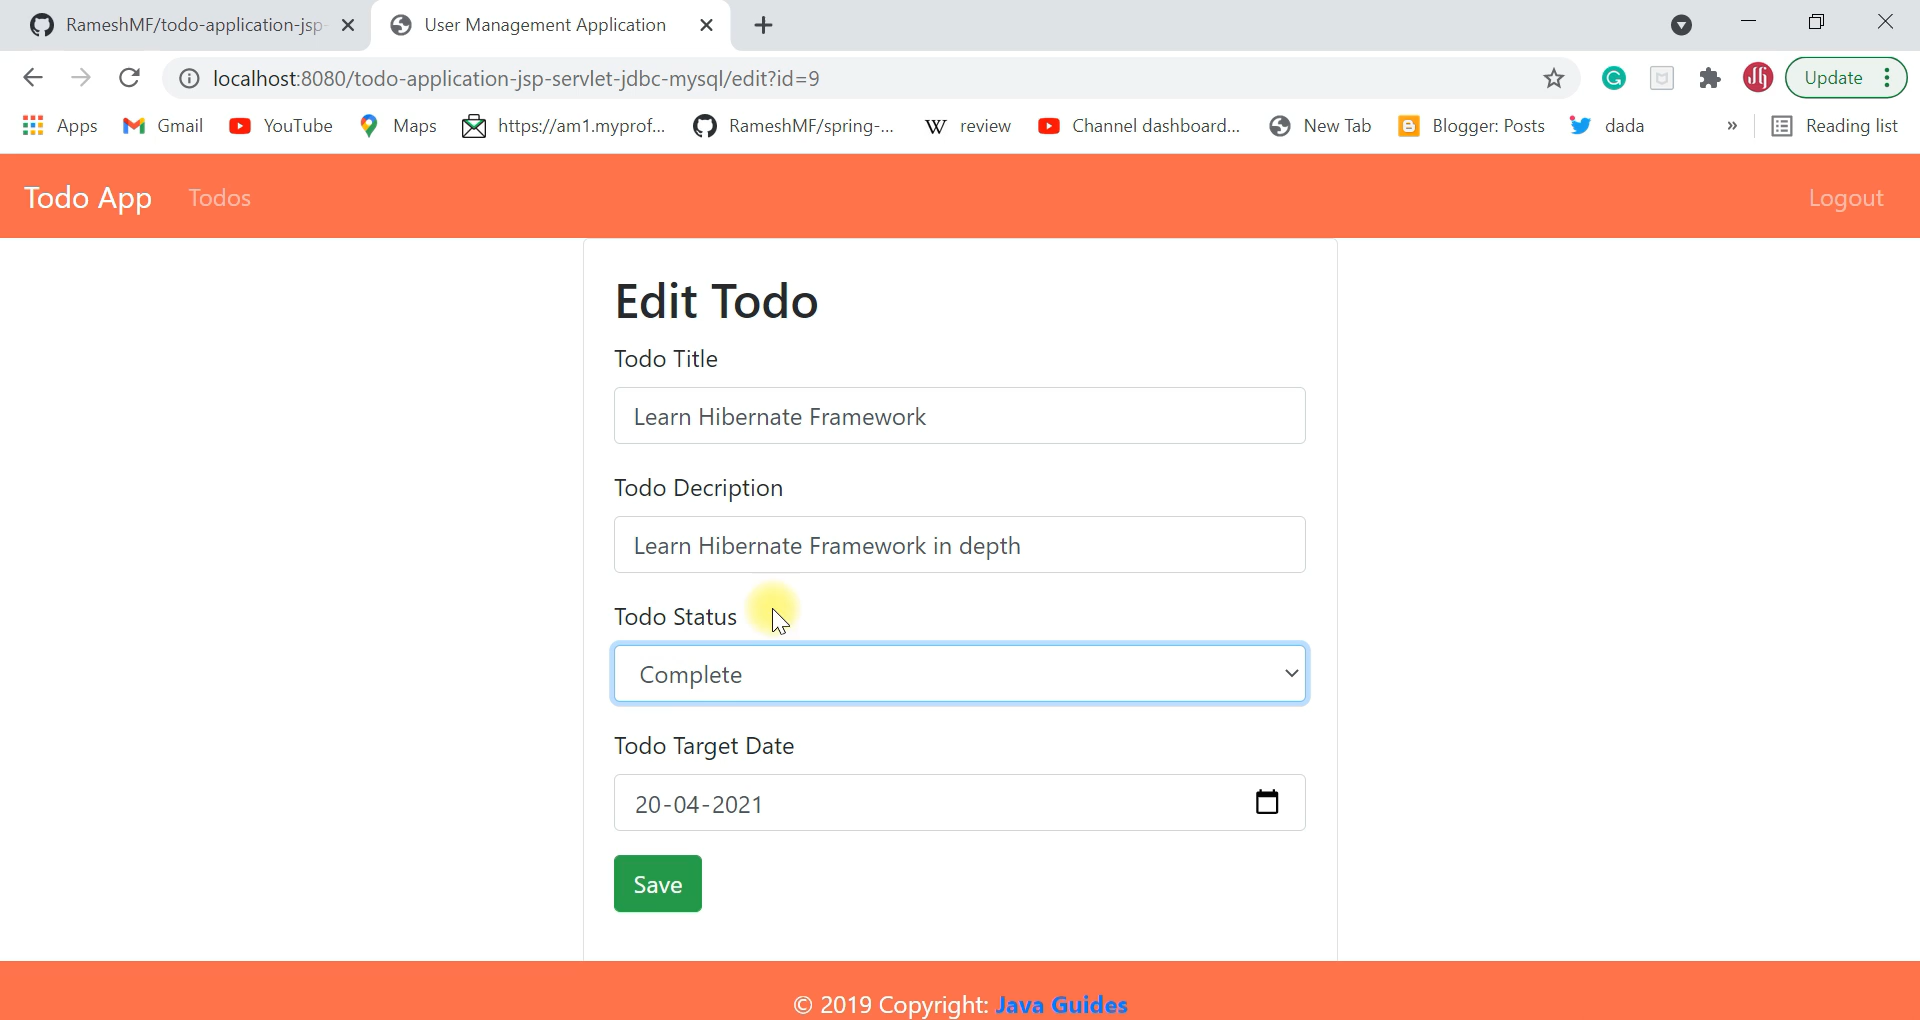 RameshMF/todo-application-jsp- User Management Application
localhost:8080/todo-application-jsp-servlet-jdbc-mysql/edit?id=9 Update
Apps Gmail YouTube Maps https://am1.myprof... RameshMF/spring-... review Channel dashboard... New Tab Blogger: Posts dada » Reading list
Todo App Todos Logout
Edit Todo
Todo Title
Learn Hibernate Framework
Todo Decription
Learn Hibernate Framework in depth
Todo Status
Complete
Todo Target Date
20-04-2021
Save
© 2019 Copyright: Java Guides